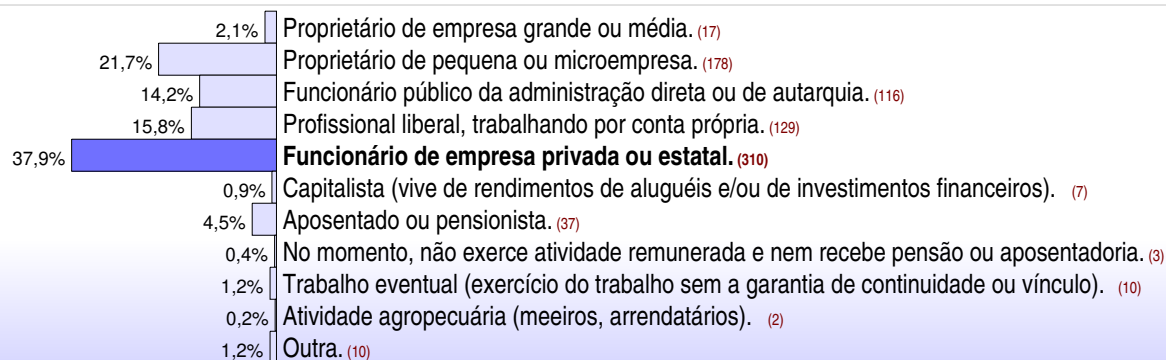 2,1% Proprietário de empresa grande ou média. (17)
21,7% Proprietário de pequena ou microempresa. (178)
14,2% Funcionário público da administração direta ou de autarquia. (116)
15,8% Profissional liberal, trabalhando por conta própria. (129)
37,9% Funcionário de empresa privada ou estatal. (310)
0,9% Capitalista (vive de rendimentos de aluguéis e/ou de investimentos financeiros). (7)
4,5% Aposentado ou pensionista. (37)
0,4% No momento, não exerce atividade remunerada e nem recebe pensão ou aposentadoria. (3)
1,2% Trabalho eventual (exercício do trabalho sem a garantia de continuidade ou vínculo). (10)
0,2% Atividade agropecuária (meeiros, arrendatários). (2)
1,2% Outra. (10)